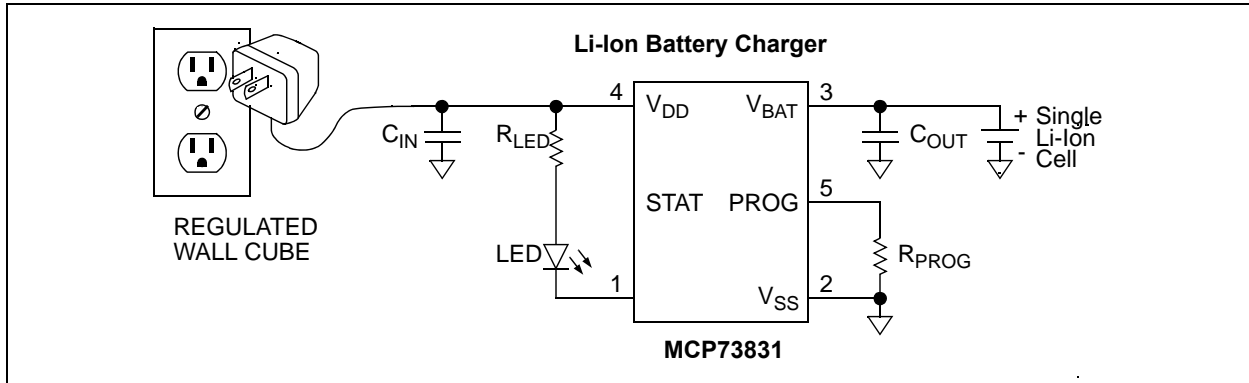 Li-Ion Battery Charger
REGULATED
WALL CUBE
CIN
RLED
LED
4
1
VDD
VBAT
STAT
PROG
VSS
3
5
2
COUT
+ Single
Li-Ion
- Cell
RPROG
MCP73831